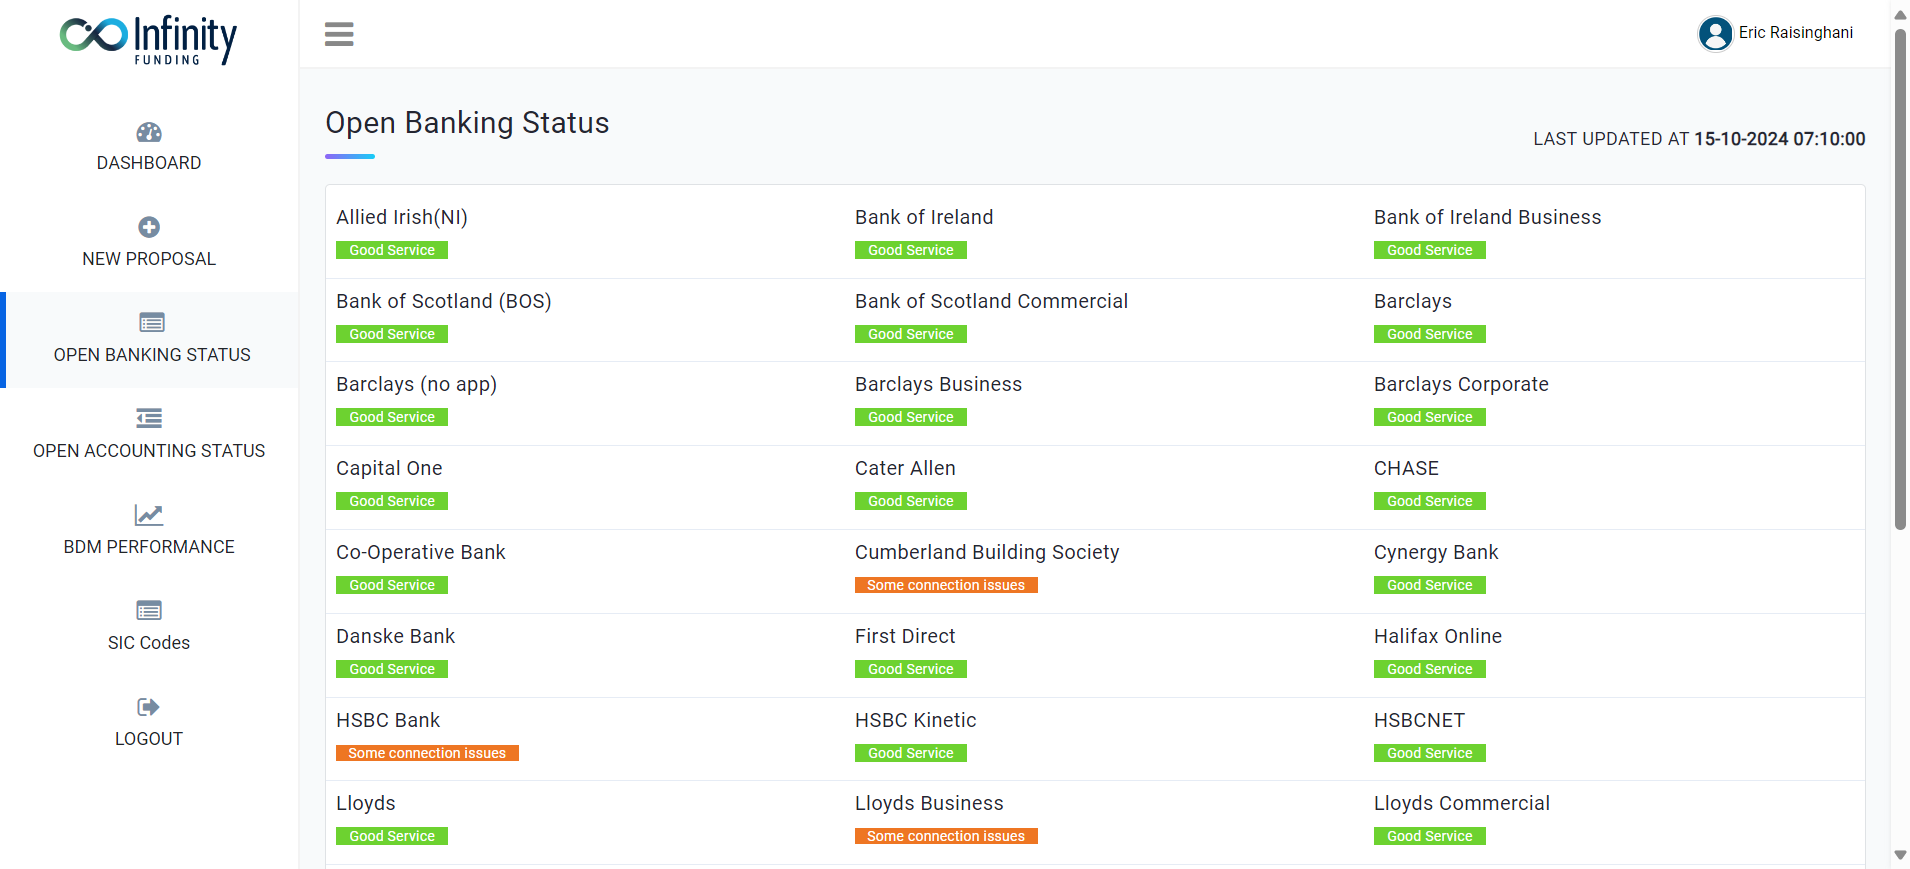 Infinity
FUNDING
Eric Raisinghani
DASHBOARD
NEW PROPOSAL
OPEN BANKING STATUS
OPEN ACCOUNTING STATUS
BDM PERFORMANCE
SIC Codes
LOGOUT
Open Banking Status
LAST UPDATED AT 15-10-2024 07:10:00
Allied Irish(NI)
Good Service
Bank of Ireland
Good Service
Bank of Ireland Business
Good Service
Bank of Scotland (BOS)
Good Service
Bank of Scotland Commercial
Good Service
Barclays
Good Service
Barclays (no app)
Good Service
Barclays Business
Good Service
Barclays Corporate
Good Service
Capital One
Good Service
Cater Allen
Good Service
CHASE
Good Service
Co-Operative Bank
Good Service
Cumberland Building Society
Some connection issues
Cynergy Bank
Good Service
Danske Bank
Good Service
First Direct
Good Service
Halifax Online
Good Service
HSBC Bank
Some connection issues
HSBC Kinetic
Good Service
HSBCNET
Good Service
Lloyds
Good Service
Lloyds Business
Some connection issues
Lloyds Commercial
Good Service